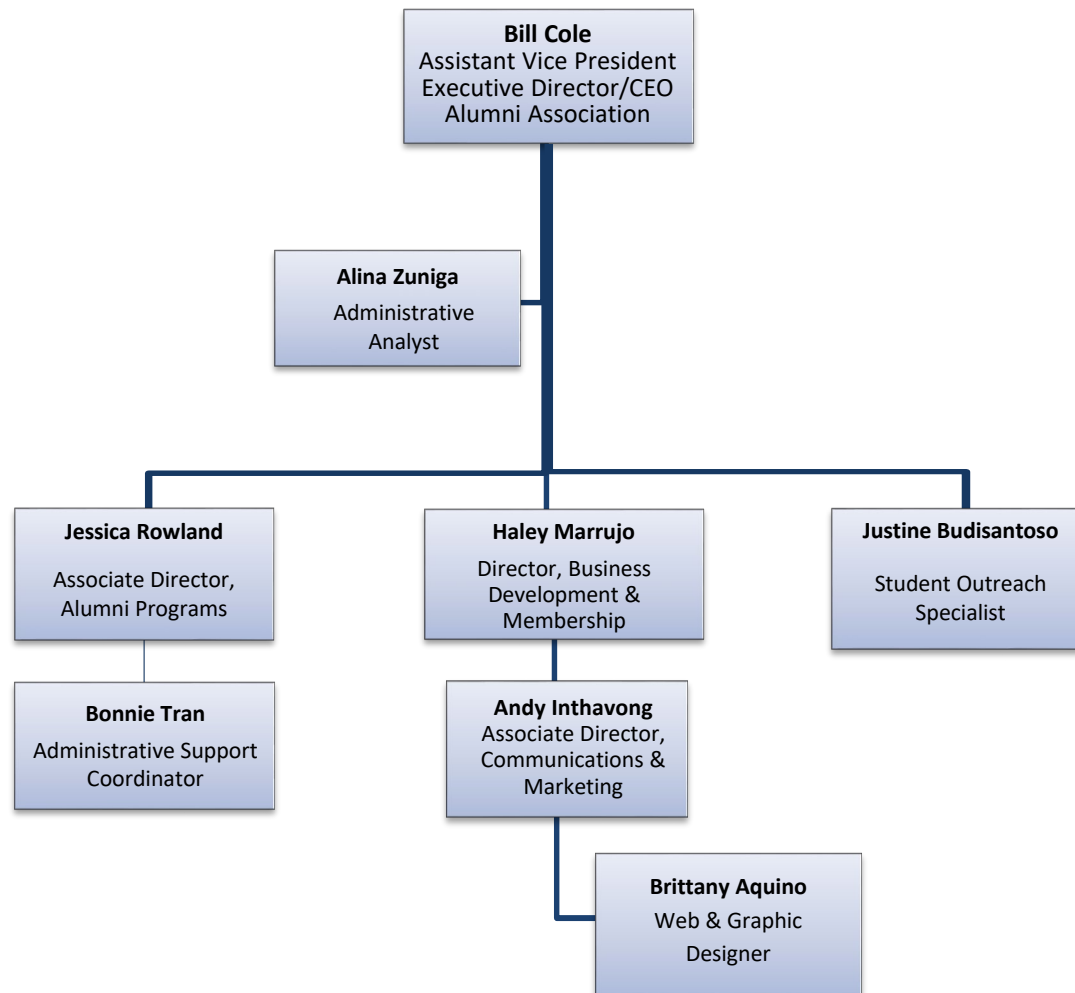 Bill Cole
Assistant Vice President
Executive Director/CEO
Alumni Association
Alina Zuniga
Administrative
Analyst
Jessica Rowland
Associate Director,
Alumni Programs
Haley Marrujo
Director, Business
Development &
Membership
Justine Budisantoso
Student Outreach
Specialist
Bonnie Tran
Administrative Support
Coordinator
Andy Inthavong
Associate Director,
Communications &
Marketing
Brittany Aquino
Web & Graphic
Designer